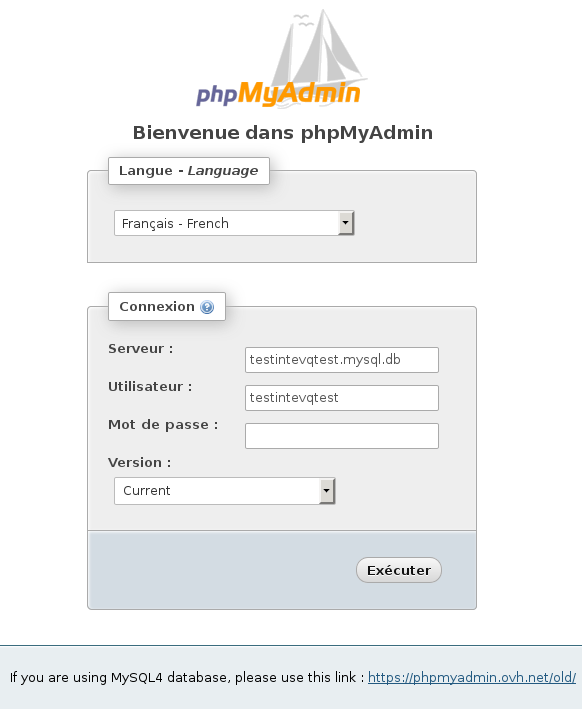 phpMyAdmin
Bienvenue dans phpMyAdmin
Langue - Language
Français - French
Connexion
Serveur : testintevqtest.mysql.db
Utilisateur : testintevqtest
Mot de passe :
Version :
Current
Exécuter
If you are using MySQL4 database, please use this link : https://phpmyadmin.ovh.net/old/